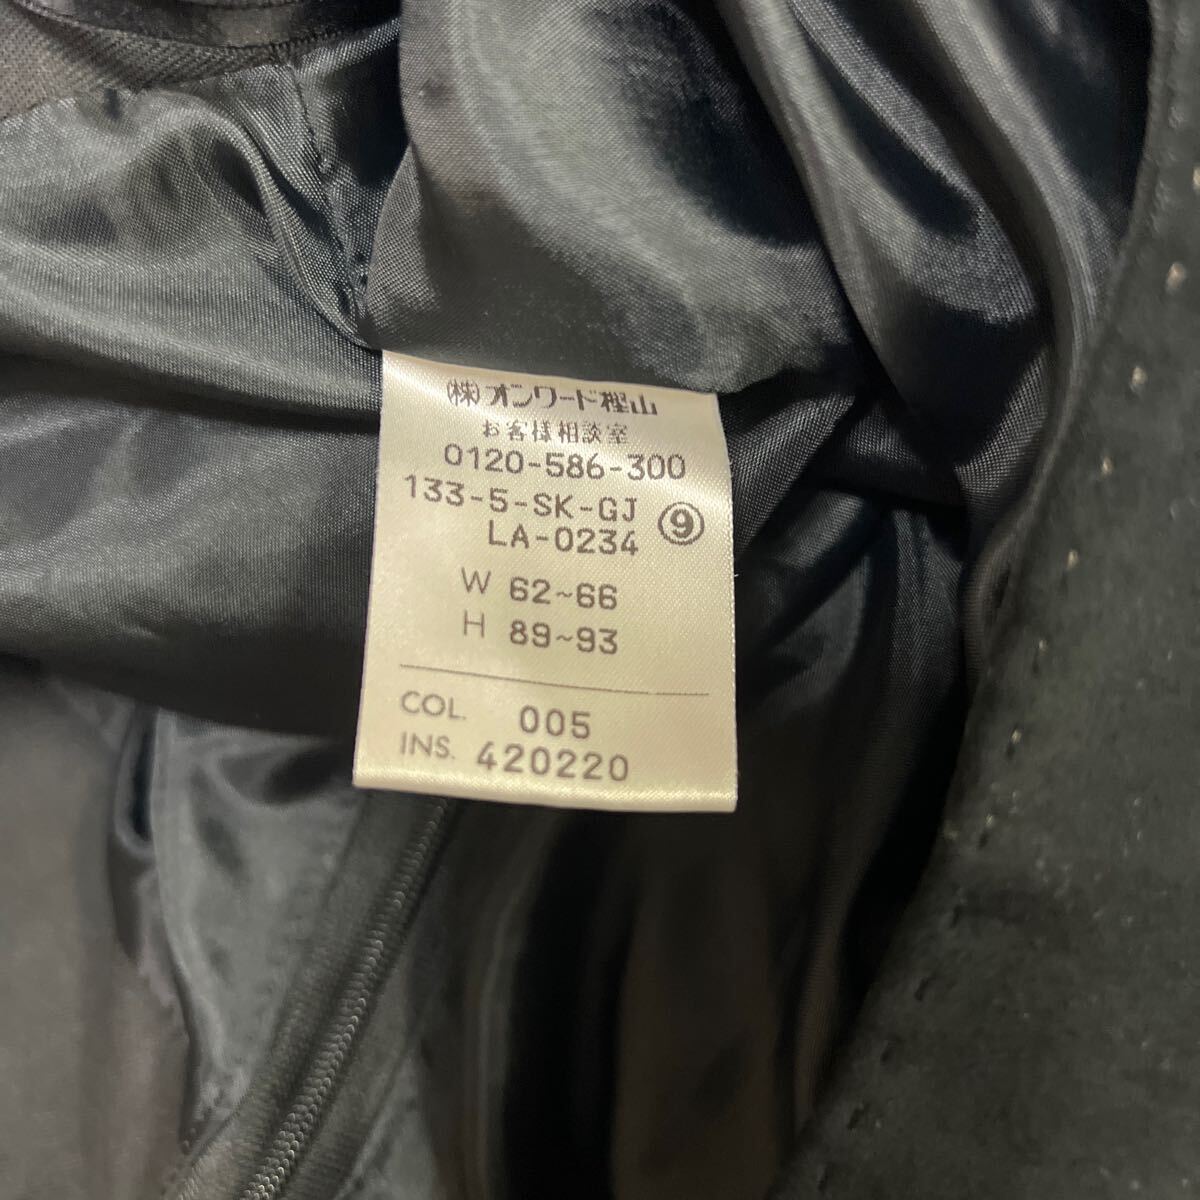 (株)オンワード樫山
お客様相談室
0120-586-300
133-5-SK-GJ ⑨
LA-0234
W 62~66
H 89~93
COL. 005
INS. 420220